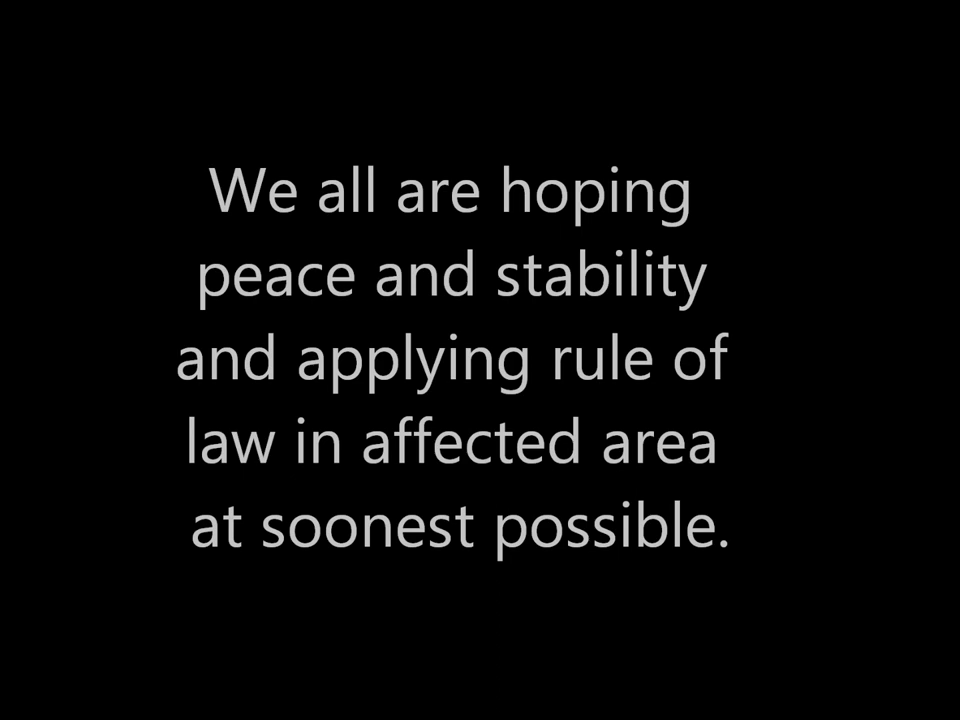 We all are hoping
peace and stability
and applying rule of
law in affected area
at soonest possible.